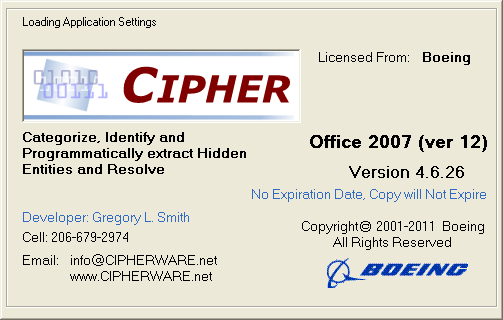 Loading Application Settings
Licensed From: Boeing
01010
00111
CIPHER
Categorize, Identify and
Programmatically extract Hidden
Entities and Resolve
Office 2007 (ver 12)
Version 4.6.26
No Expiration Date, Copy will Not Expire
Developer: Gregory L. Smith
Cell: 206-679-2974
Email: info@CIPHERWARE.net
www.CIPHERWARE.net
Copyright@ 2001-2011 Boeing
All Rights Reserved
BOEING